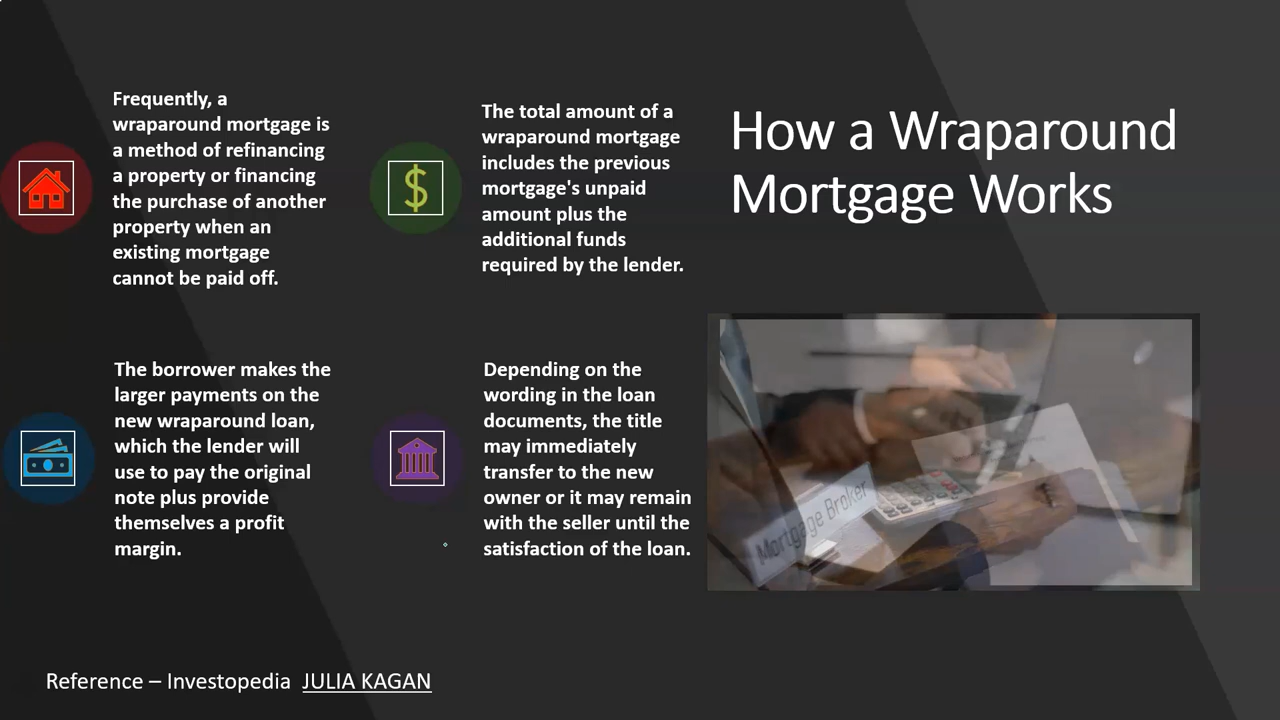 How a Wraparound
Mortgage Works
Frequently, a
wraparound mortgage is
a method of refinancing
a property or financing
the purchase of another
property when an
existing mortgage
cannot be paid off.
The total amount of a
wraparound mortgage
includes the previous
mortgage's unpaid
amount plus the
additional funds
required by the lender.
The borrower makes the
larger payments on the
new wraparound loan,
which the lender will
use to pay the original
note plus provide
themselves a profit
margin.
Depending on the
wording in the loan
documents, the title
may immediately
transfer to the new
owner or it may remain
with the seller until the
satisfaction of the loan.
Mortgage Broker
Reference – Investopedia JULIA KAGAN